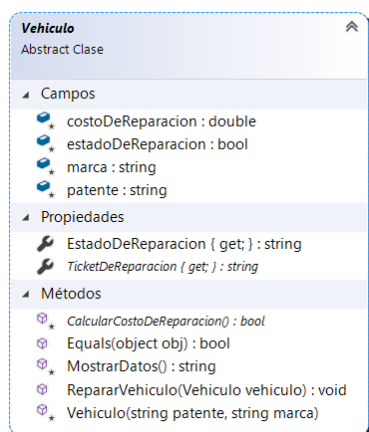 Vehiculo
Abstract Clase
Campos
costoDeReparacion : double
estadoDeReparacion : bool
marca : string
patente : string
Propiedades
EstadoDeReparacion { get; } : string
TicketDeReparacion { get; } : string
Métodos
CalcularCostoDeReparacion() : bool
Equals(object obj) : bool
MostrarDatos() : string
RepararVehiculo(Vehiculo vehiculo) : void
Vehiculo(string patente, string marca)